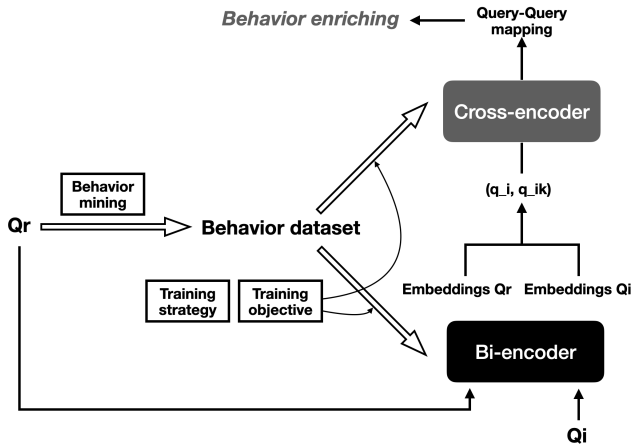 Behavior enriching
Query-Query
mapping
Cross-encoder
Behavior
mining
(q_i, q_ik)
Qr
Behavior dataset
Training
strategy
Training
objective
Embeddings Qr
Embeddings Qi
Bi-encoder
Qi